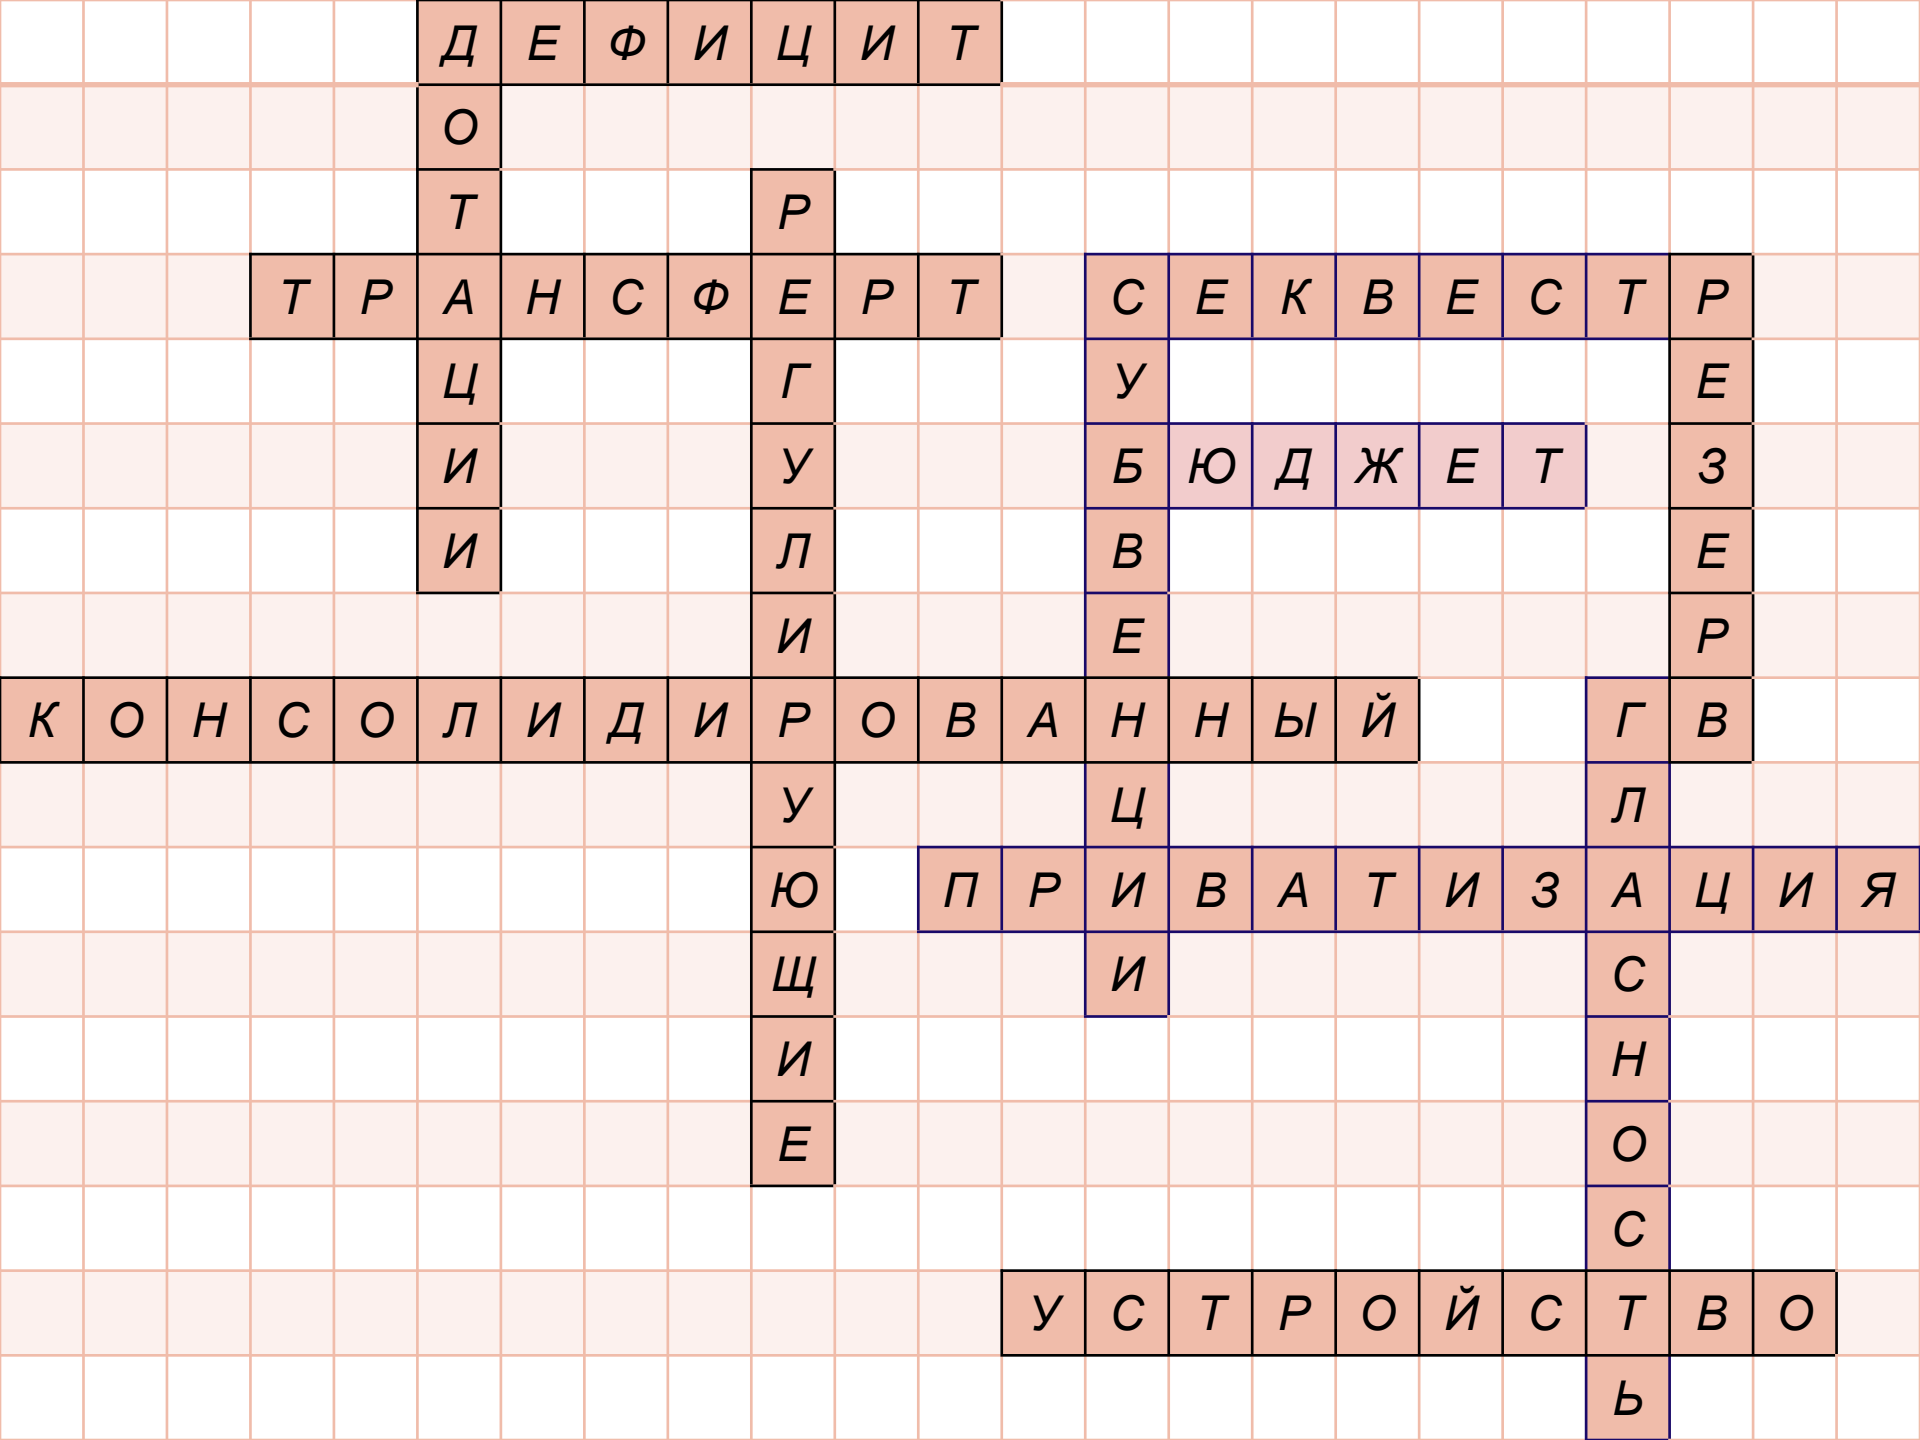 ДЕФИЦИТ
ДОТАЦИИ
РЕГУЛИРУЮЩИЕ
ТРАНСФЕРТ
СЕКВЕСТР
СУБВЕНЦИИ
РЕЗЕРВ
БЮДЖЕТ
КОНСОЛИДИРОВАННЫЙ
ГЛАСНОСТЬ
ПРИВАТИЗАЦИЯ
УСТРОЙСТВО